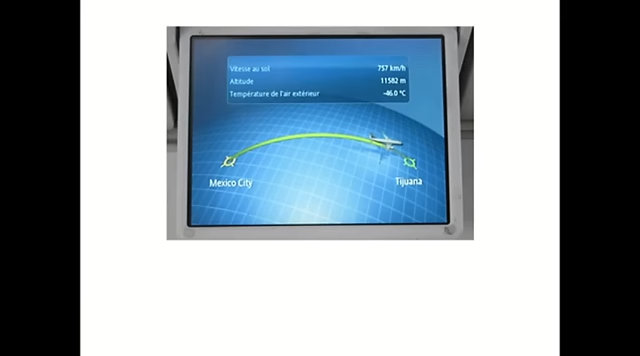 Vitesse au sol 757 km/h
Altitude 11582 m
Température de l'air extérieur -46.0 °C
Mexico City Tijuana